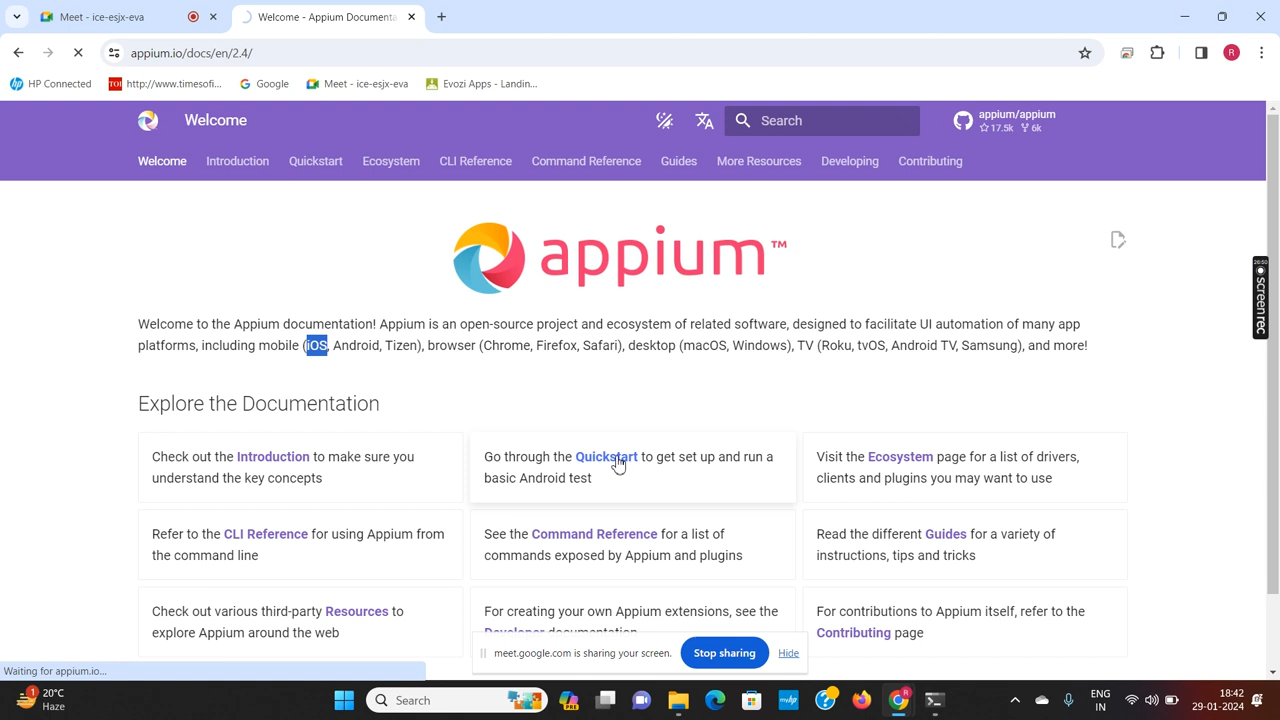 Meet - ice-esjx-eva
Welcome - Appium Documenta
appium.io/docs/en/2.4/
R
HP Connected
TOI
http://www.timesofi...
Google
Meet - ice-esjx-eva
Evozi Apps - Landin...
Welcome
Search
appium/appium
17.5k 6k
Welcome Introduction Quickstart Ecosystem CLI Reference Command Reference Guides More Resources Developing Contributing
appium™
26:50
screenrec
Welcome to the Appium documentation! Appium is an open-source project and ecosystem of related software, designed to facilitate UI automation of many app
platforms, including mobile (iOS, Android, Tizen), browser (Chrome, Firefox, Safari), desktop (macOS, Windows), TV (Roku, tvOS, Android TV, Samsung), and more!
Explore the Documentation
Check out the Introduction to make sure you
understand the key concepts
Go through the Quickstart to get set up and run a
basic Android test
Visit the Ecosystem page for a list of drivers,
clients and plugins you may want to use
Refer to the CLI Reference for using Appium from
the command line
See the Command Reference for a list of
commands exposed by Appium and plugins
Read the different Guides for a variety of
instructions, tips and tricks
Check out various third-party Resources to
explore Appium around the web
For creating your own Appium extensions, see the
Developer documentation
For contributions to Appium itself, refer to the
Contributing page
meet.google.com is sharing your screen.
Stop sharing
Hide
Waiting for appium.io...
1
20°C
Haze
Search
ENG
IN
18:42
29-01-2024